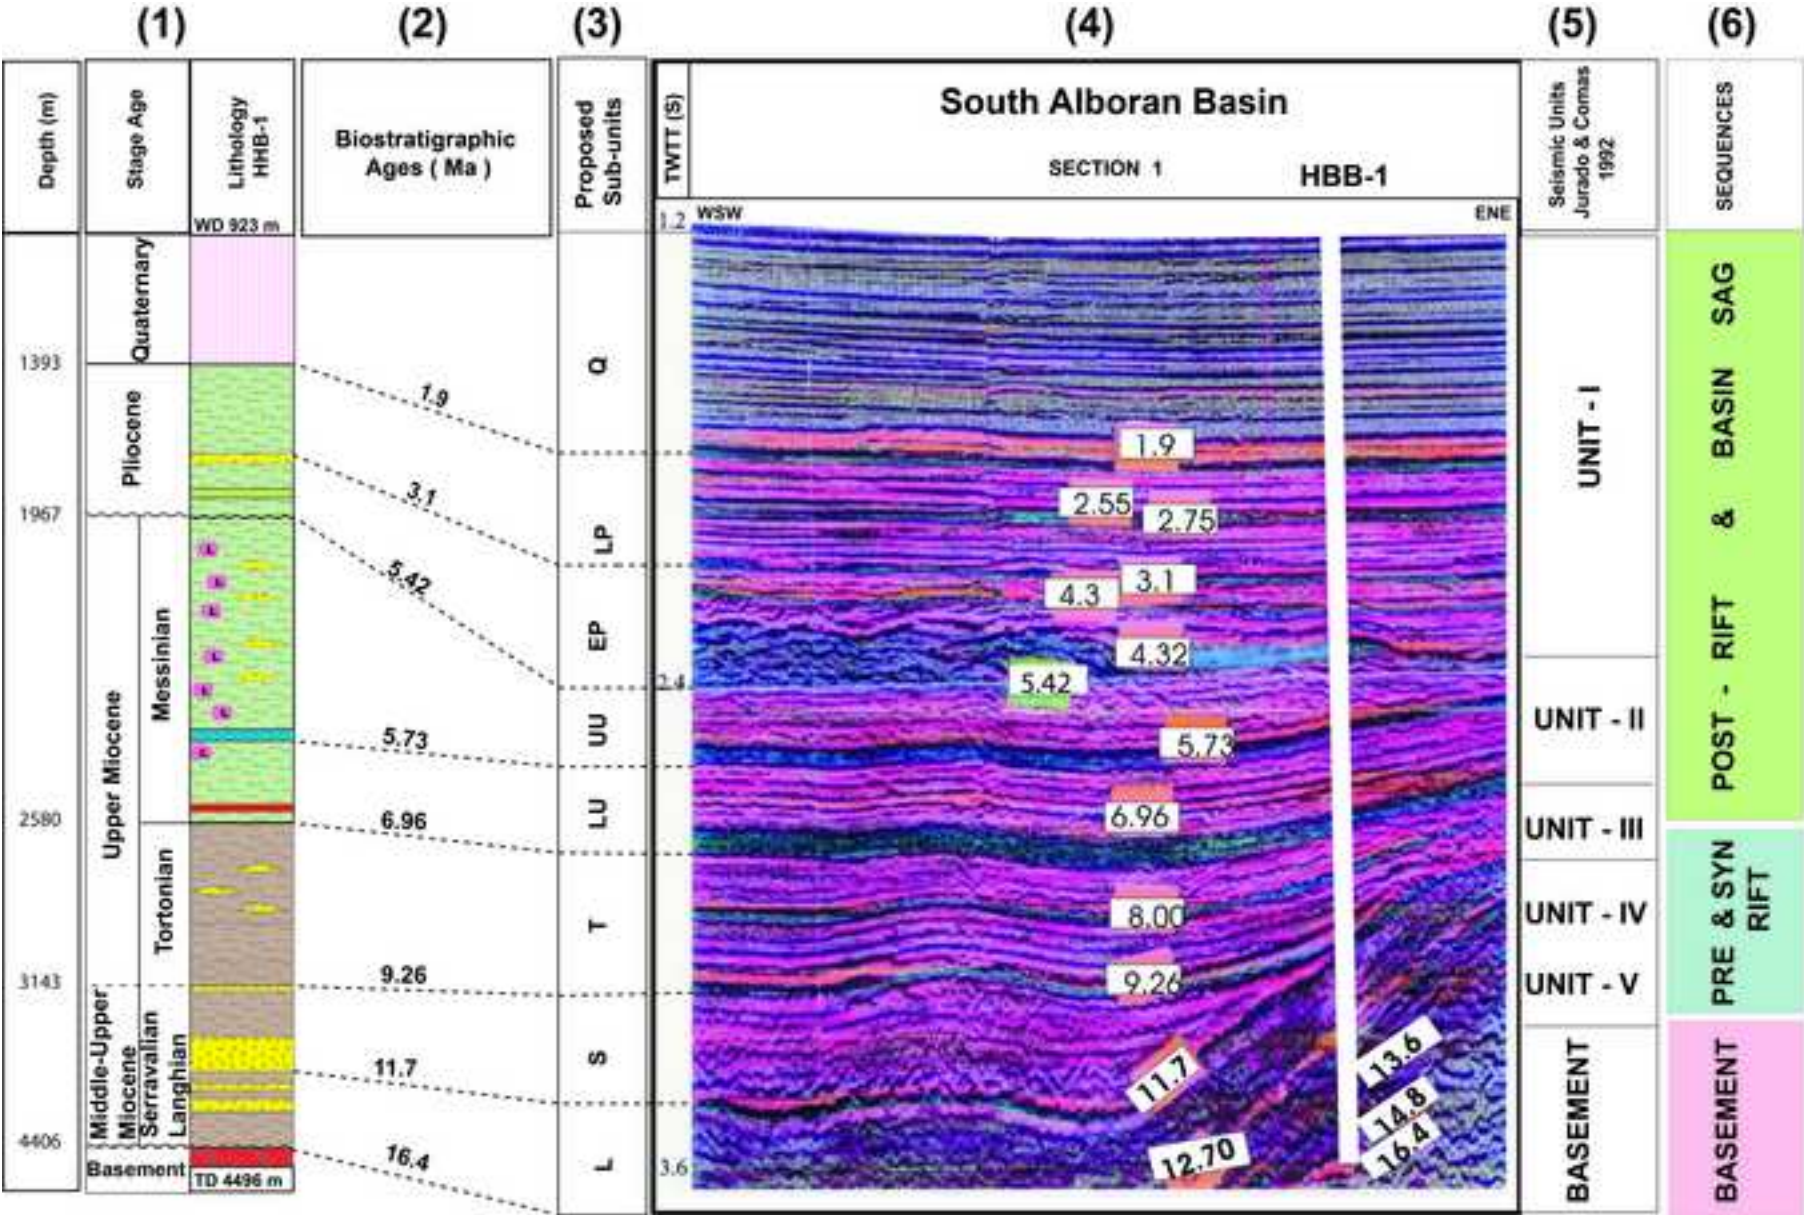 (1)
(2)
(3)
(4)
(5)
(6)
Depth (m)
Stage Age
Lithology
HHB-1
WD 923 m
Biostratigraphic
Ages ( Ma )
Proposed
Sub-units
TWTT (S)
South Alboran Basin
SECTION 1
HBB-1
WSW
ENE
Seismic Units
Jurado & Comas
1992
SEQUENCES
1393
1967
2580
3143
4406
Quaternary
Pliocene
Upper Miocene
Messinian
Tortonian
Middle-Upper
Miocene
Serravalian
Langhian
Basement
L
L
L
L
L
L
L
TD 4496 m
1.9
3.1
5.42
5.73
6.96
9.26
11.7
16.4
Q
LP
EP
UU
LU
T
S
L
1.2
2.4
3.6
1.9
2.55
2.75
3.1
4.3
4.32
5.42
5.73
6.96
8.00
9.26
11.7
13.6
14.8
12.70
16.4
UNIT - I
UNIT - II
UNIT - III
UNIT - IV
UNIT - V
BASEMENT
POST - RIFT & BASIN SAG
PRE & SYN
RIFT
BASEMENT